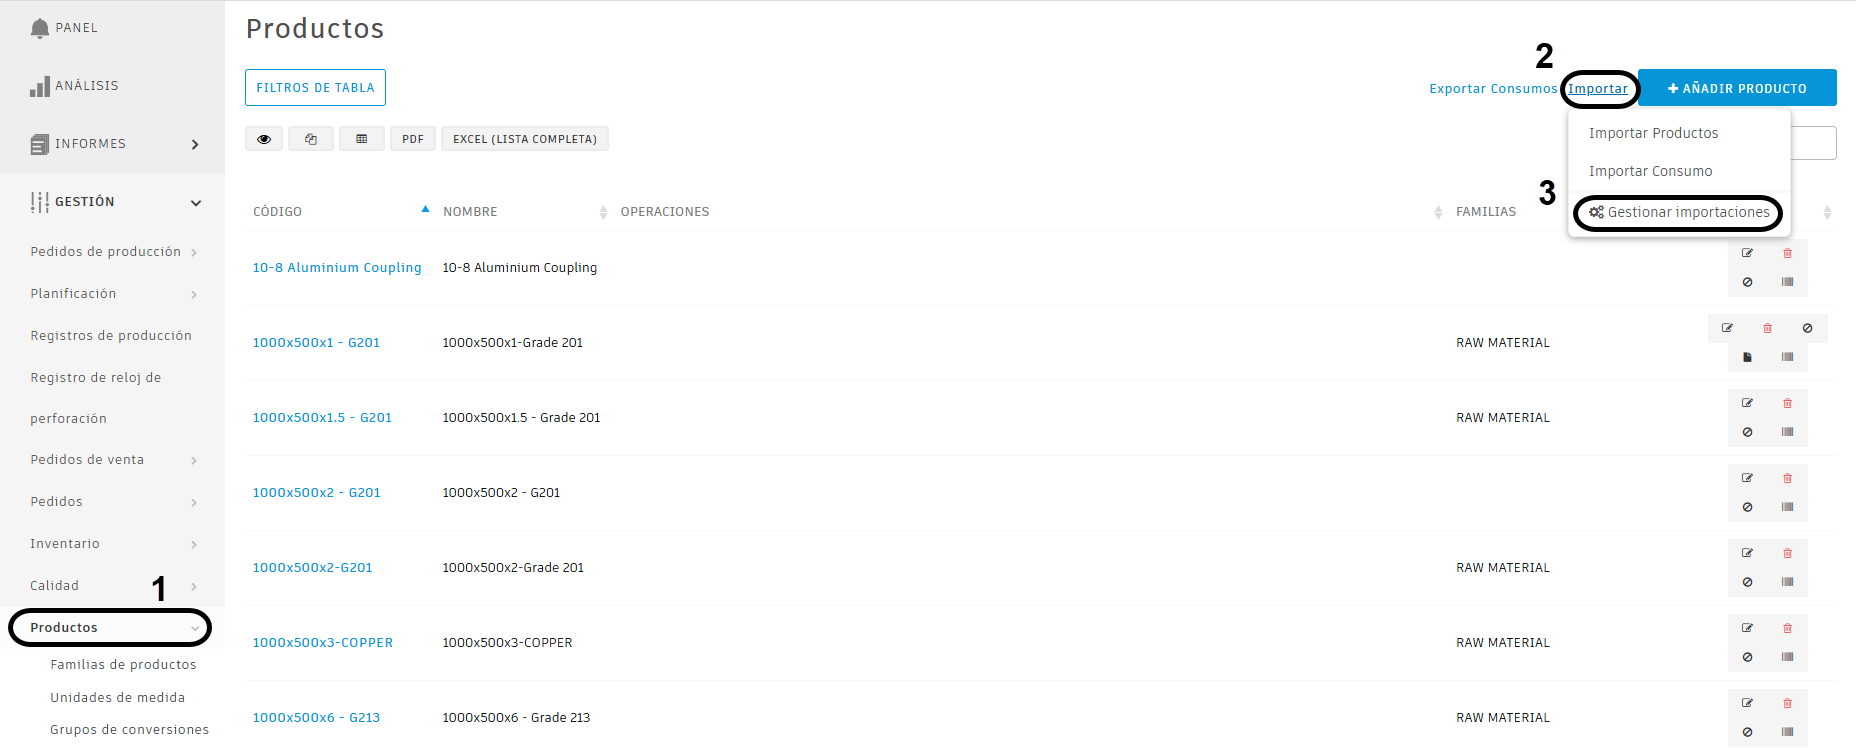 PANEL
ANÁLISIS
INFORMES
GESTIÓN
Pedidos de producción
Planificación
Registros de producción
Registro de reloj de
perforación
Pedidos de venta
Pedidos
Inventario
Calidad
1
Productos
Familias de productos
Unidades de medida
Grupos de conversiones
Productos
FILTROS DE TABLA
2
Exportar Consumos Importar AÑADIR PRODUCTO
PDF EXCEL (LISTA COMPLETA)
Importar Productos
Importar Consumo
3
Gestionar importaciones
CÓDIGO NOMBRE OPERACIONES FAMILIAS
10-8 Aluminium Coupling 10-8 Aluminium Coupling
1000x500x1 - G201 1000x500x1-Grade 201 RAW MATERIAL
1000x500x1.5 - G201 1000x500x1.5 - Grade 201 RAW MATERIAL
1000x500x2 - G201 1000x500x2 - G201
1000x500x2-G201 1000x500x2-Grade 201 RAW MATERIAL
1000x500x3-COPPER 1000x500x3-COPPER RAW MATERIAL
1000x500x6 - G213 1000x500x6 - Grade 213 RAW MATERIAL